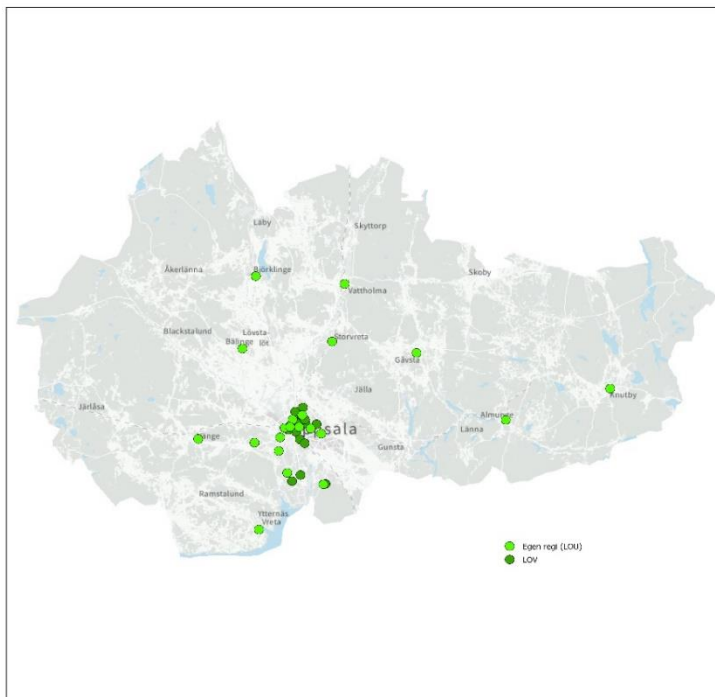 Läby
Skyttorp
Åkerlänna
Björklinge
Skoby
Vattholma
Blackstalund
Lövsta-
löt
Bälinge
Storvreta
Gåvsta
Jälla
Knutby
Järlåsa
Almunge
Länna
sala
Vänge
Gunsta
Ramstalund
Ytternäs
Vreta
Egen regi (LOU)
LOV